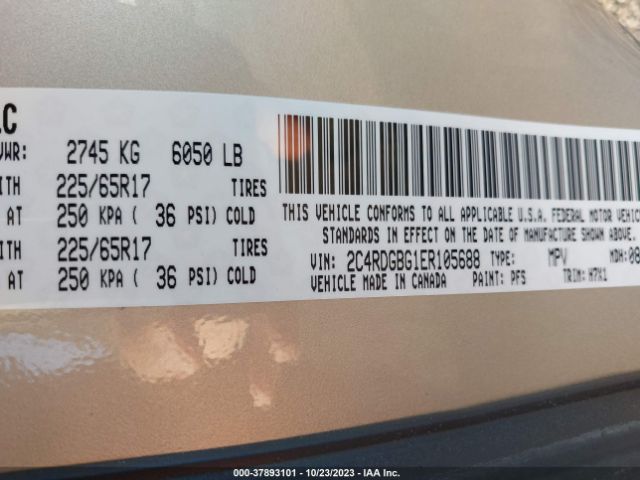 LC
VWR: 2745 KG 6050 LB
ITH 225/65R17 TIRES
AT 250 KPA ( 36 PSI) COLD
ITH 225/65R17 TIRES
AT 250 KPA ( 36 PSI) COLD
THIS VEHICLE CONFORMS TO ALL APPLICABLE U.S.A. FEDERAL MOTOR VEHIC
STANDARDS IN EFFECT ON THE DATE OF MANUFACTURE SHOWN ABOVE.
VIN: 2C4RDGBG1ER105688 TYPE: MPV MDH: 08
VEHICLE MADE IN CANADA PAINT: PFS TRIM: H7X1
000-37893101 - 10/23/2023 - IAA Inc.